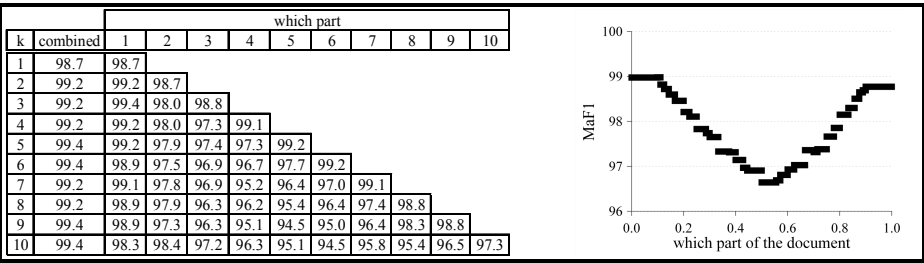 which part
k combined 1 2 3 4 5 6 7 8 9 10
1 98.7 98.7
2 99.2 99.2 98.7
3 99.2 99.4 98.0 98.8
4 99.2 99.2 98.0 97.3 99.1
5 99.4 99.2 97.9 97.4 97.3 99.2
6 99.4 98.9 97.5 96.9 96.7 97.7 99.2
7 99.2 99.1 97.8 96.9 95.2 96.4 97.0 99.1
8 99.2 98.9 97.9 96.3 96.2 95.4 96.4 97.4 98.8
9 99.4 98.9 97.3 96.3 95.1 94.5 95.0 96.4 98.3 98.8
10 99.4 98.3 98.4 97.2 96.3 95.1 94.5 95.8 95.4 96.5 97.3
100
99
98
97
96
MaF1
0.0 0.2 0.4 0.6 0.8 1.0
which part of the document